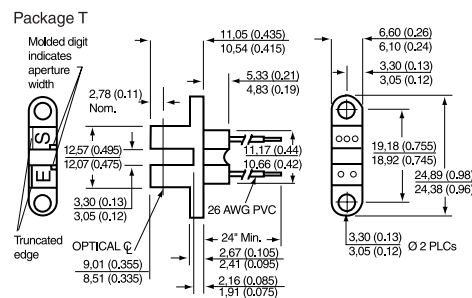 Package T
Molded digit
indicates
aperture
width
11,05 (0.435)
10,54 (0.415)
6,60 (0.26)
6,10 (0.24)
2,78 (0.11)
Nom.
5,33 (0.21)
4,83 (0.19)
3,30 (0.13)
3,05 (0.12)
S
E
12,57 (0.495)
12,07 (0.475)
11,17 (0.44)
10,66 (0.42)
19,18 (0.755)
18,92 (0.745)
24,89 (0.98)
24,38 (0.96)
3,30 (0.13)
3,05 (0.12)
26 AWG PVC
Truncated
edge
OPTICAL ℄
24" Min.
3,30 (0.13)
3,05 (0.12)
Ø 2 PLCs
9,01 (0.355)
8,51 (0.335)
2,67 (0.105)
2,41 (0.095)
2,16 (0.085)
1,91 (0.075)